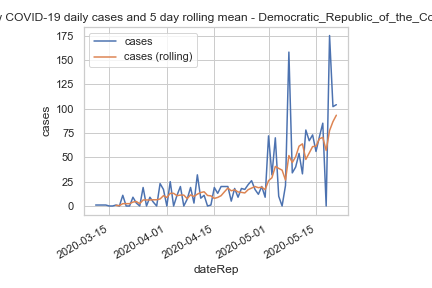 COVID-19 daily cases and 5 day rolling mean - Democratic_Republic_of_the_Co
cases
cases (rolling)
175
150
125
100
75
50
25
0
cases
2020-03-15
2020-04-01
2020-04-15
2020-05-01
2020-05-15
dateRep